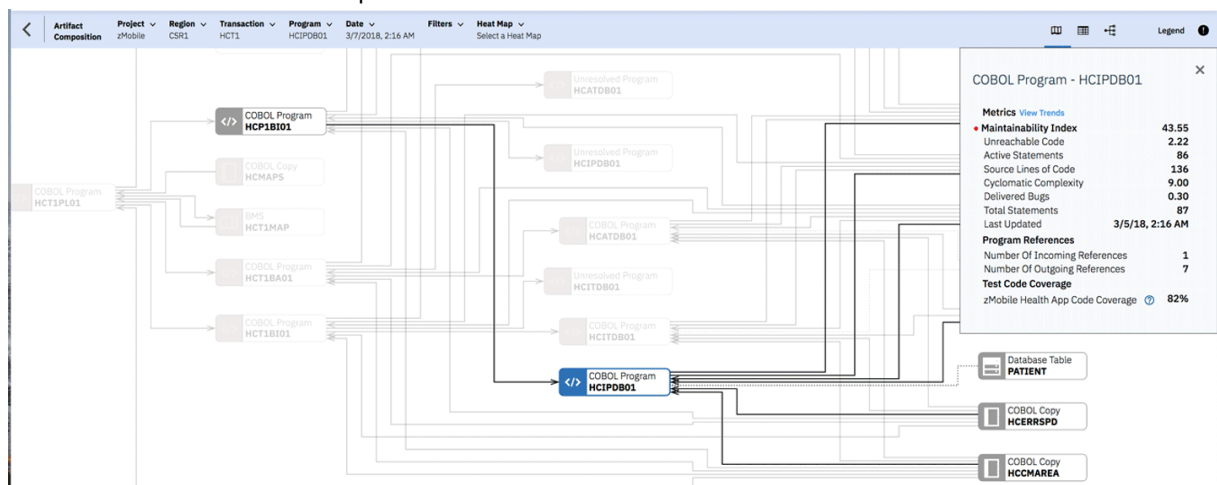 Artifact Composition
Project
zMobile
Region
CSR1
Transaction
HCT1
Program
HCIPDB01
Date
3/7/2018, 2:16 AM
Filters
Heat Map
Select a Heat Map
Legend
Unresolved Program
HCATDB01
COBOL Program
HCP1BI01
Unresolved Program
HCIPDB01
COBOL Copy
HCMAPS
COBOL Program
HCT1PL01
BMS
HCT1MAP
COBOL Program
HCATDB01
COBOL Program
HCT1BA01
Unresolved Program
HCITDB01
COBOL Program
HCT1BI01
COBOL Program
HCITDB01
COBOL Program
HCIPDB01
Database Table
PATIENT
COBOL Copy
HCERRSPD
COBOL Copy
HCCMAREA
COBOL Program - HCIPDB01
Metrics View Trends
Maintainability Index 43.55
Unreachable Code 2.22
Active Statements 86
Source Lines of Code 136
Cyclomatic Complexity 9.00
Delivered Bugs 0.30
Total Statements 87
Last Updated 3/5/18, 2:16 AM
Program References
Number Of Incoming References 1
Number Of Outgoing References 7
Test Code Coverage
zMobile Health App Code Coverage ? 82%